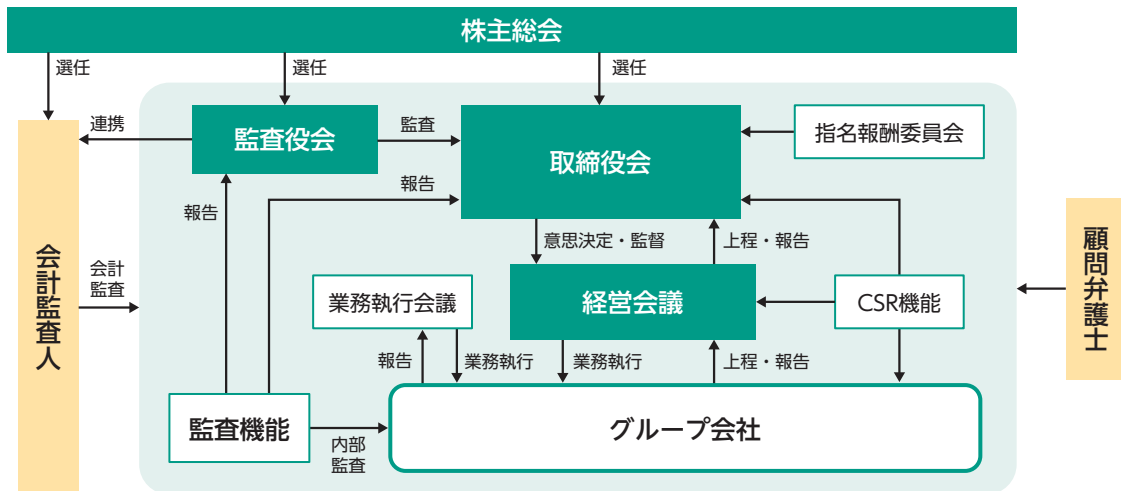 株主総会
選任
選任
選任
連携
監査役会
監査
取締役会
指名報酬委員会
報告
報告
会計監査人
会計
監査
意思決定・監督
上程・報告
顧問弁護士
業務執行会議
経営会議
CSR機能
報告
業務執行
業務執行
上程・報告
監査機能
内部
監査
グループ会社